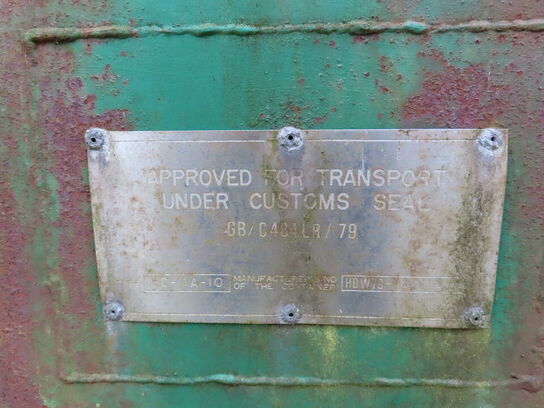 APPROVED FOR TRANSPORT
UNDER CUSTOMS SEAL
GB/C404LR/79
MANUFACTURER'S NO
OF THE CONTAINER